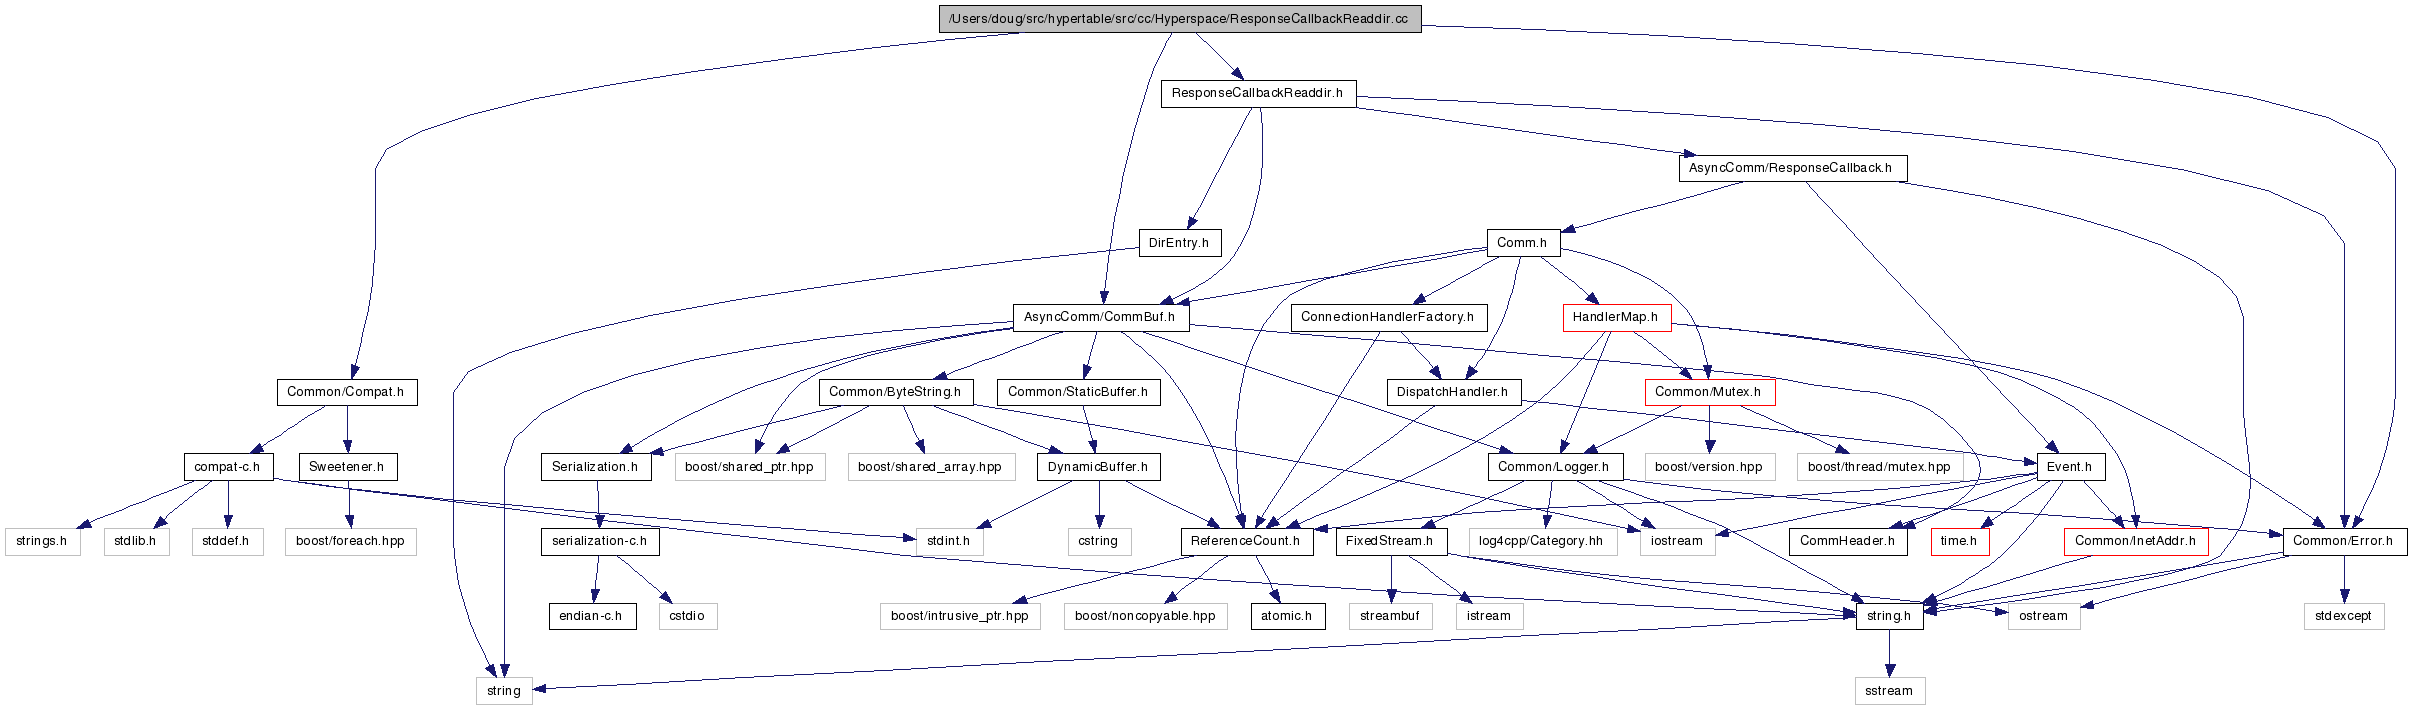 /Users/doug/src/hypertable/src/cc/Hyperspace/ResponseCallbackReaddir.cc
ResponseCallbackReaddir.h
AsyncComm/ResponseCallback.h
DirEntry.h
Comm.h
AsyncComm/CommBuf.h
ConnectionHandlerFactory.h
HandlerMap.h
Common/Compat.h
Common/ByteString.h
Common/StaticBuffer.h
DispatchHandler.h
Common/Mutex.h
compat-c.h
Sweetener.h
Serialization.h
boost/shared_ptr.hpp
boost/shared_array.hpp
DynamicBuffer.h
Common/Logger.h
boost/version.hpp
boost/thread/mutex.hpp
Event.h
strings.h
stdlib.h
stddef.h
boost/foreach.hpp
serialization-c.h
stdint.h
cstring
ReferenceCount.h
FixedStream.h
log4cpp/Category.hh
iostream
CommHeader.h
time.h
Common/InetAddr.h
Common/Error.h
endian-c.h
cstdio
boost/intrusive_ptr.hpp
boost/noncopyable.hpp
atomic.h
streambuf
istream
string.h
ostream
stdexcept
string
sstream